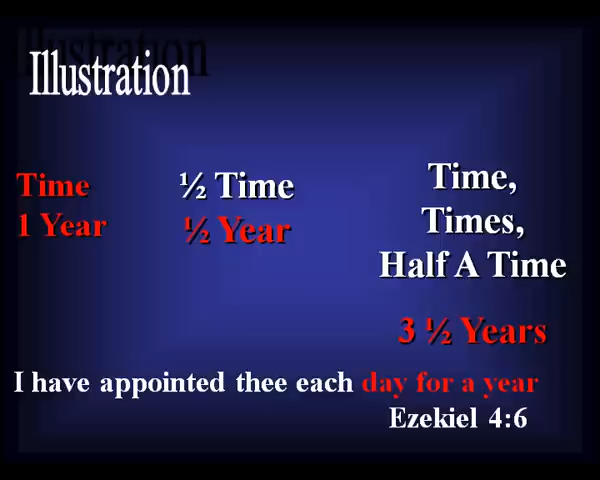 Illustration
Time
1 Year
½ Time
½ Year
Time,
Times,
Half A Time
3 ½ Years
I have appointed thee each day for a year
Ezekiel 4:6